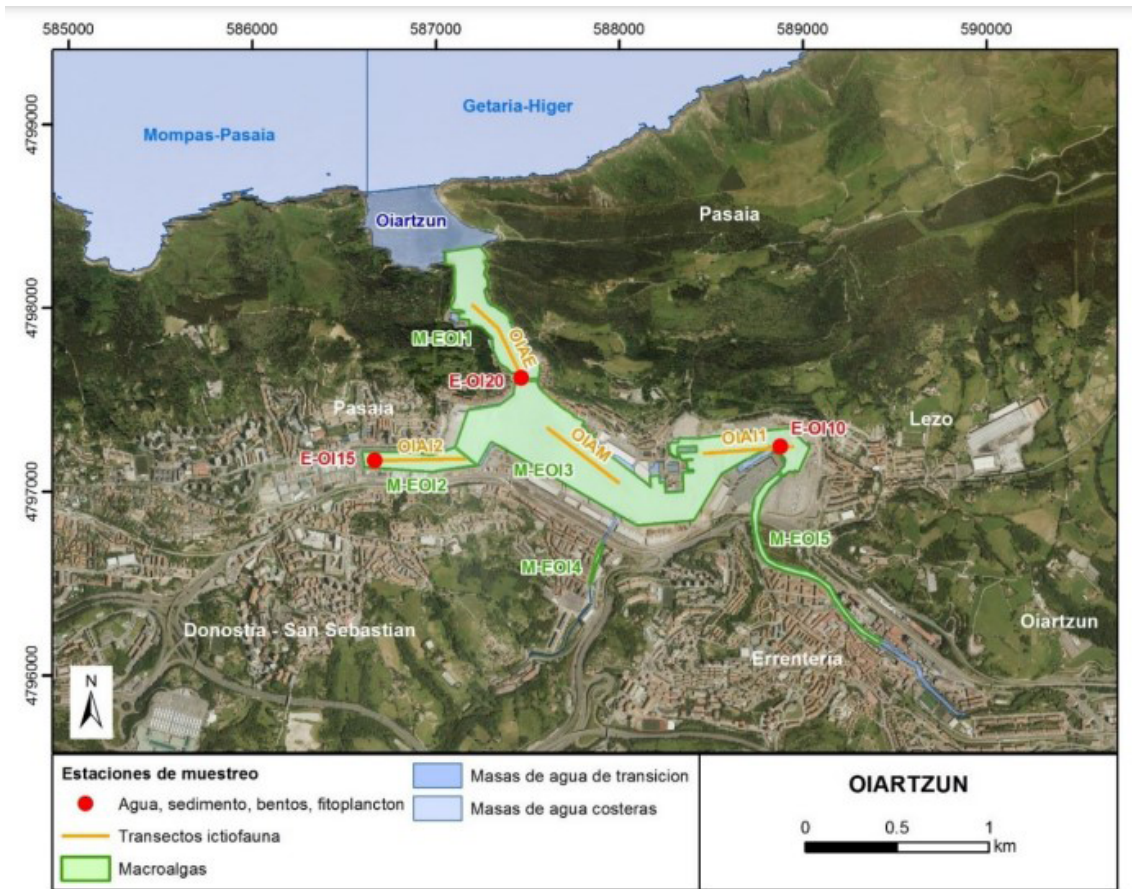 585000 586000 587000 588000 589000 590000
4799000
4798000
4797000
4796000
Getaria-Higer
Mompas-Pasaia
Oiartzun
Pasaia
M-EOI1
OIAE
E-OI20
Pasaia
Lezo
OIAI1
E-OI10
OIAM
OIAI2
E-OI15
M-EOI2
M-EOI3
M-EOI5
M-EOI4
Donostia - San Sebastian
Oiartzun
Errenteria
N
Estaciones de muestreo
Agua, sedimento, bentos, fitoplancton
Transectos ictiofauna
Macroalgas
Masas de agua de transicion
Masas de agua costeras
OIARTZUN
0 0.5 1
km